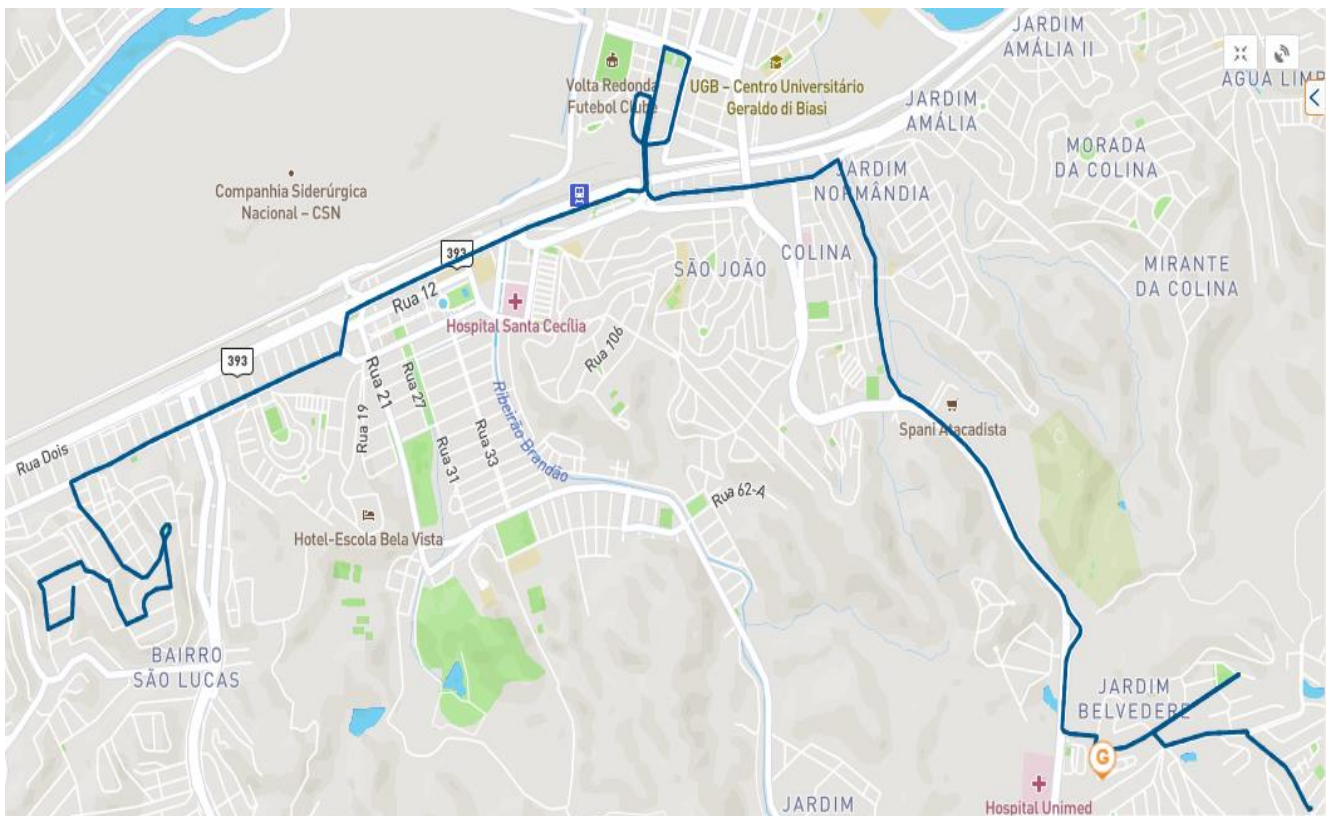 JARDIM
AMÁLIA II
ÁGUA LIMP
Volta Redonda
Futebol Clube
UGB – Centro Universitário
Geraldo di Biasi
JARDIM
AMÁLIA
MORADA
DA COLINA
Companhia Siderúrgica
Nacional – CSN
JARDIM
NORMÂNDIA
393
COLINA
SÃO JOÃO
MIRANTE
DA COLINA
Rua 12
Hospital Santa Cecília
393
Rua 106
Rua 21
Rua 27
Rua 19
Ribeirão Brandão
Spani Atacadista
Rua Dois
Rua 31
Rua 33
Rua 62-A
Hotel-Escola Bela Vista
BAIRRO
SÃO LUCAS
JARDIM
BELVEDERE
G
Hospital Unimed
JARDIM